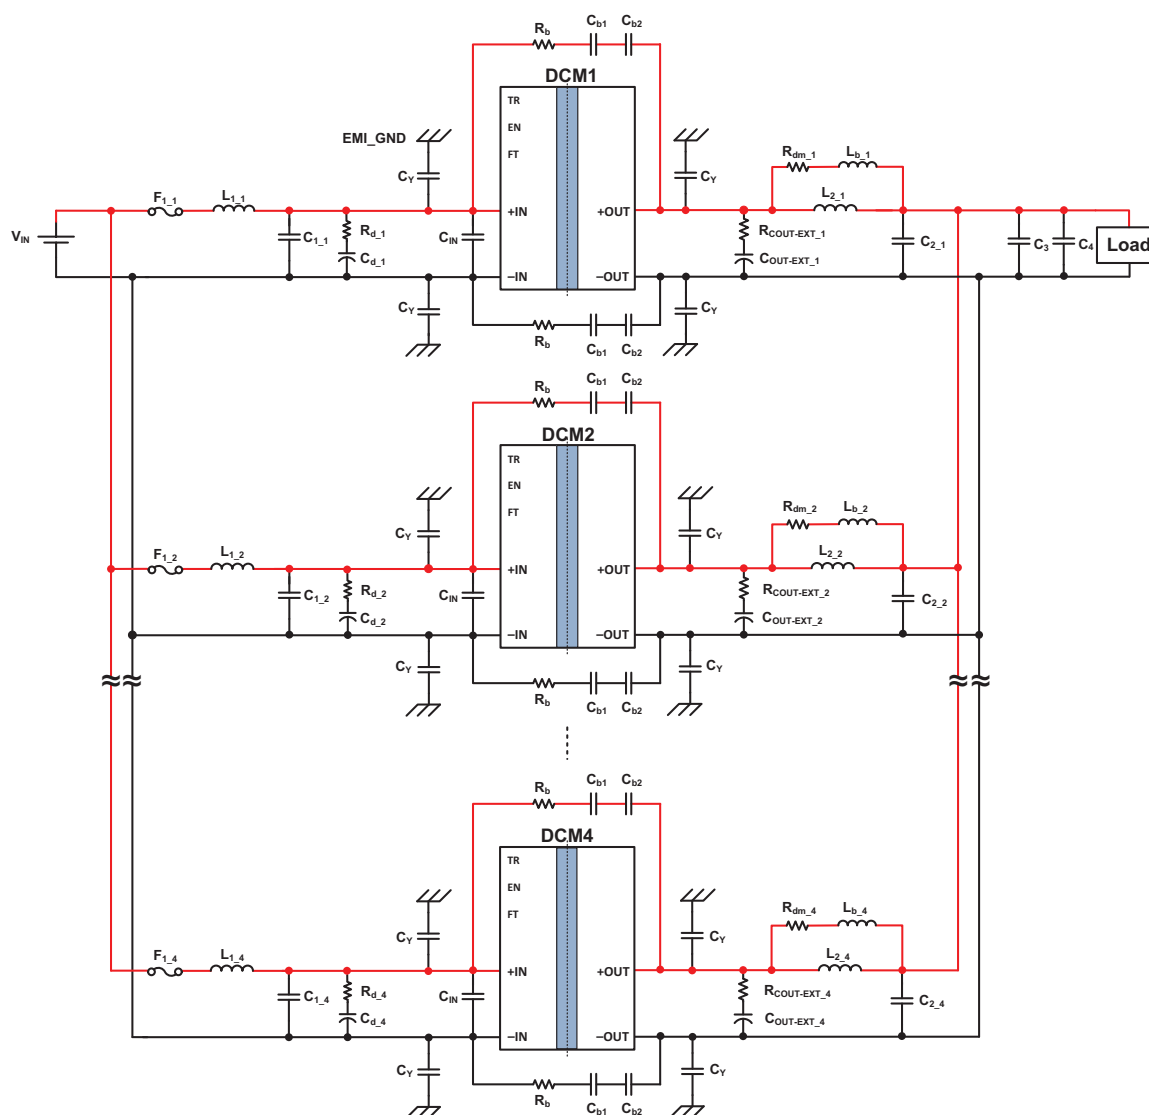 Rb Cb1 Cb2
DCM1
TR
EN
FT
EMI_GND
CY
CY
Rdm_1 Lb_1
F1_1 L1_1
L2_1
VIN
+IN
+OUT
C1_1
Rd_1
Cd_1
CIN
RCOUT-EXT_1
COUT-EXT_1
C2_1
C3
C4
Load
–IN
–OUT
CY
CY
Rb Cb1 Cb2
Rb Cb1 Cb2
DCM2
TR
EN
FT
CY
CY
Rdm_2 Lb_2
F1_2 L1_2
L2_2
+IN
+OUT
C1_2
Rd_2
Cd_2
CIN
RCOUT-EXT_2
COUT-EXT_2
C2_2
–IN
–OUT
CY
CY
Rb Cb1 Cb2
Rb Cb1 Cb2
DCM4
TR
EN
FT
CY
CY
Rdm_4 Lb_4
F1_4 L1_4
L2_4
+IN
+OUT
C1_4
Rd_4
Cd_4
CIN
RCOUT-EXT_4
COUT-EXT_4
C2_4
–IN
–OUT
CY
CY
Rb Cb1 Cb2